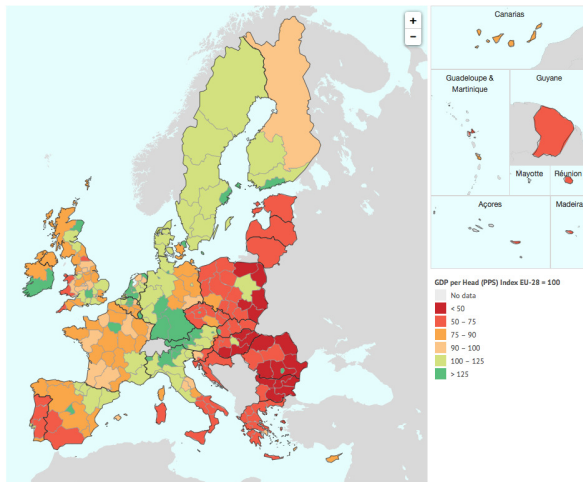 +
−
Canarias
Guadeloupe &
Martinique
Guyane
Mayotte
Réunion
Açores
Madeira
GDP per Head (PPS) Index EU-28 = 100
No data
< 50
50 – 75
75 – 90
90 – 100
100 – 125
> 125